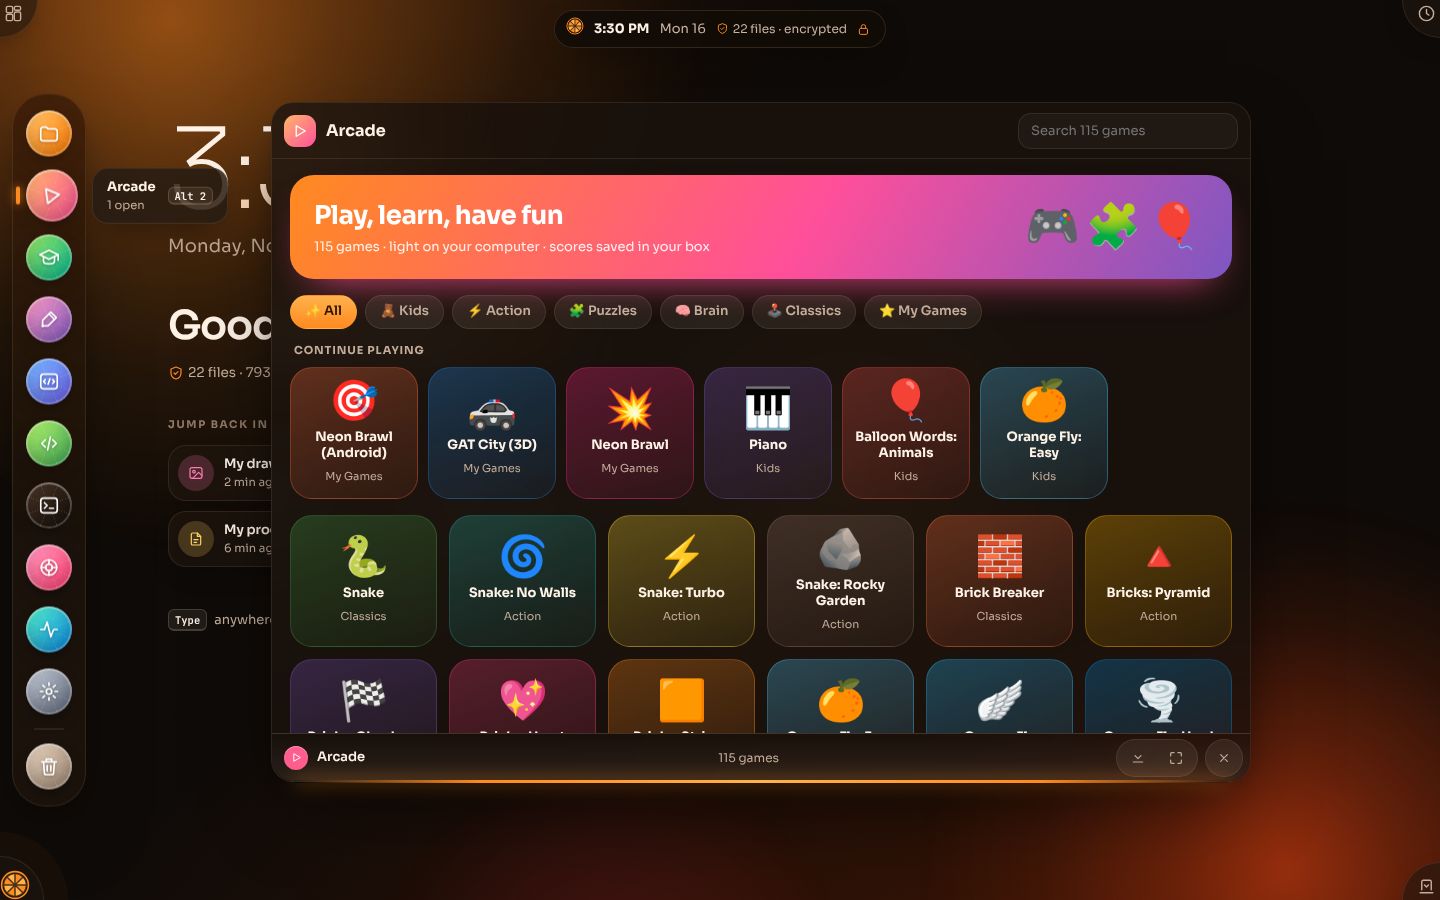 3:30 PM Mon 16 22 files · encrypted
3:3
Monday, No
Good
22 files · 793
JUMP BACK IN
My draw
2 min ag
My pro
6 min ag
Type anywhere
Arcade
1 open
Alt 2
Arcade
Search 115 games
Play, learn, have fun
115 games · light on your computer · scores saved in your box
All Kids Action Puzzles Brain Classics My Games
CONTINUE PLAYING
Neon Brawl (Android)
My Games
GAT City (3D)
My Games
Neon Brawl
My Games
Piano
Kids
Balloon Words: Animals
Kids
Orange Fly: Easy
Kids
Snake
Classics
Snake: No Walls
Action
Snake: Turbo
Action
Snake: Rocky Garden
Action
Brick Breaker
Classics
Bricks: Pyramid
Action
Arcade
115 games